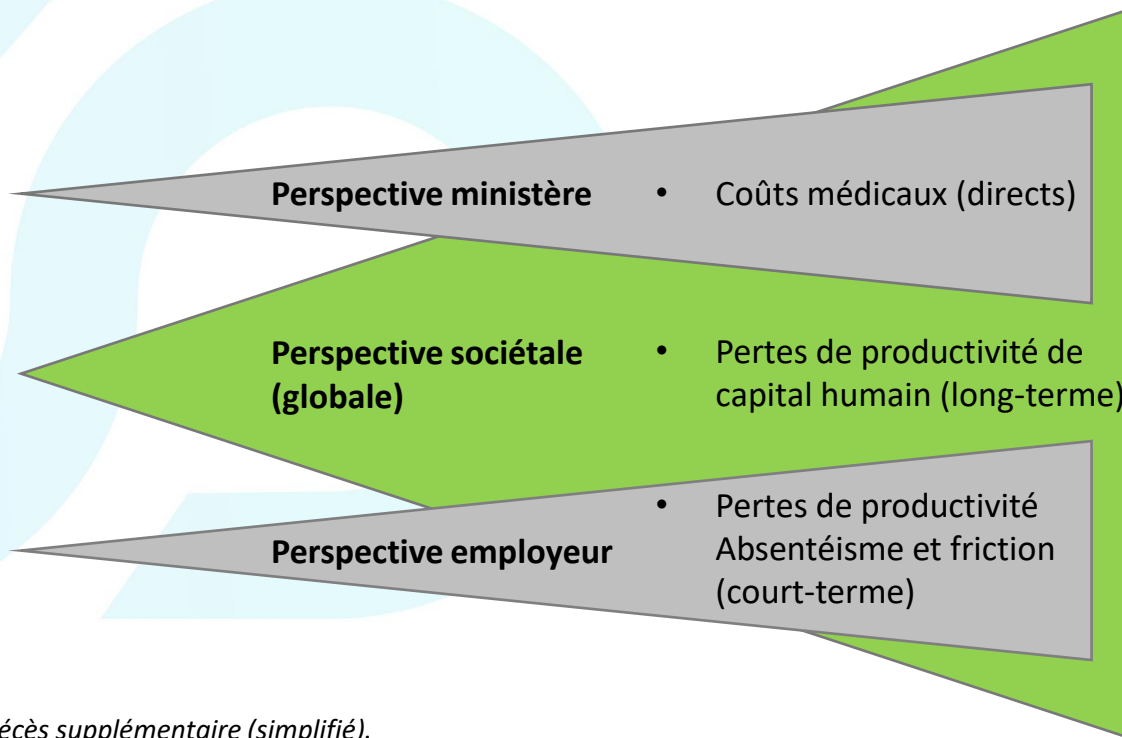 Perspective ministère • Coûts médicaux (directs)
Perspective sociétale • Pertes de productivité de
(globale) capital humain (long-terme)
• Pertes de productivité
Perspective employeur Absentéisme et friction
(court-terme)
écès supplémentaire (simplifié).